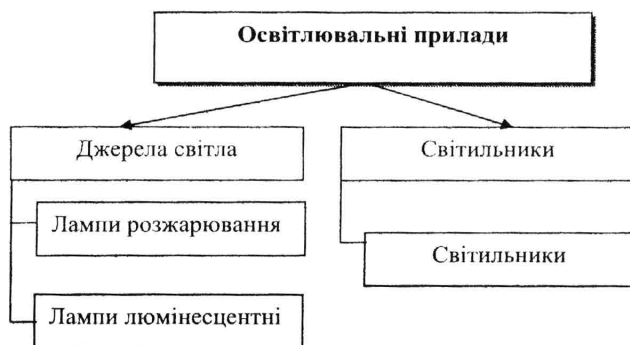 Освітлювальні прилади
Джерела світла
Світильники
Лампи розжарювання
Світильники
Лампи люмінесцентні